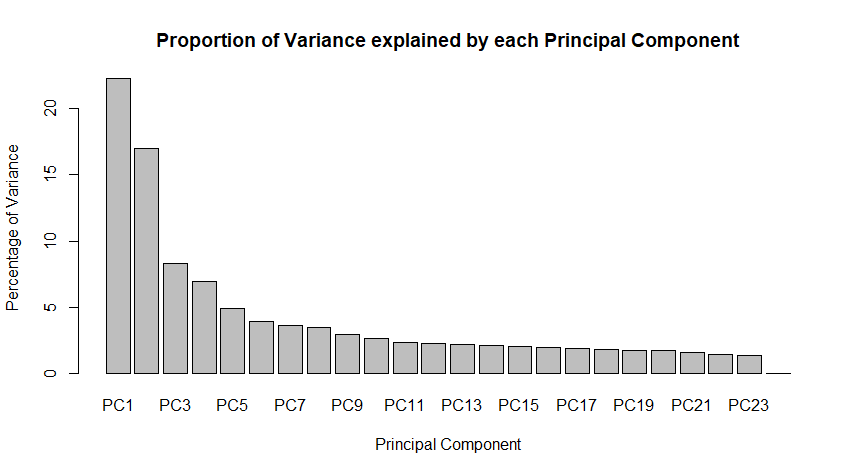 Proportion of Variance explained by each Principal Component
Percentage of Variance
20
15
10
5
0
PC1 PC3 PC5 PC7 PC9 PC11 PC13 PC15 PC17 PC19 PC21 PC23
Principal Component